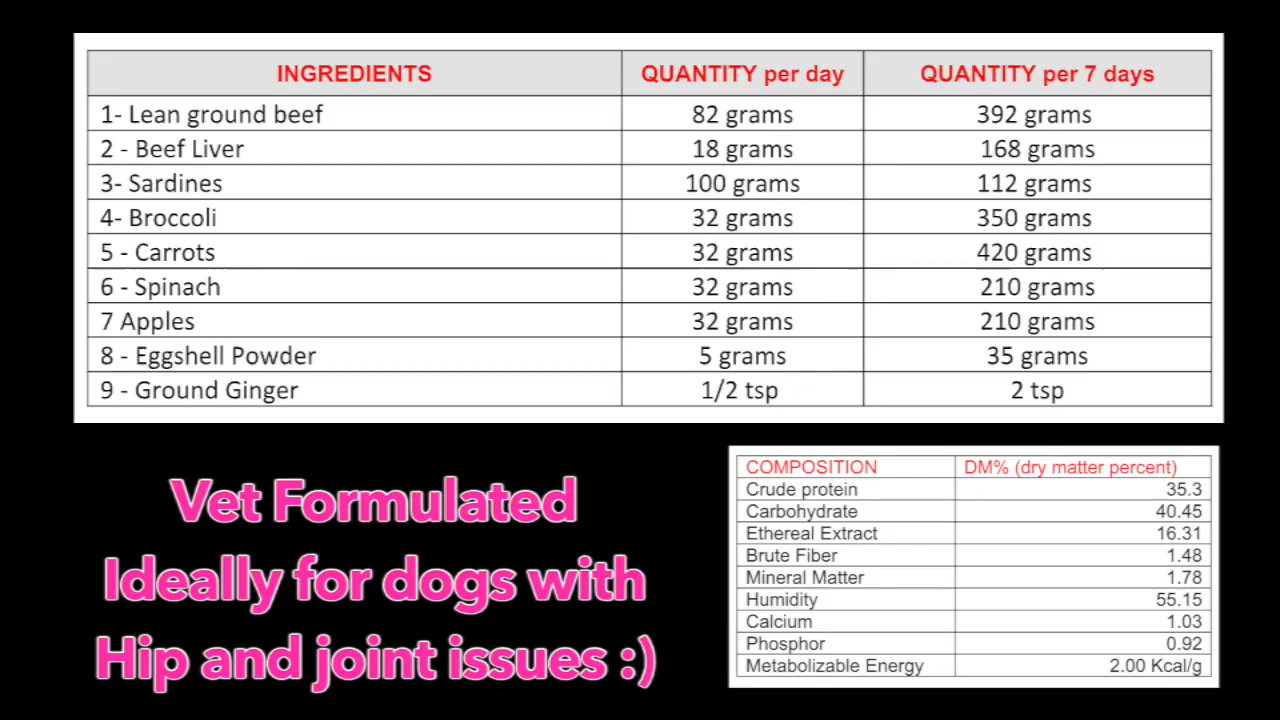 INGREDIENTS QUANTITY per day QUANTITY per 7 days
1- Lean ground beef 82 grams 392 grams
2 - Beef Liver 18 grams 168 grams
3- Sardines 100 grams 112 grams
4- Broccoli 32 grams 350 grams
5 - Carrots 32 grams 420 grams
6 - Spinach 32 grams 210 grams
7 Apples 32 grams 210 grams
8 - Eggshell Powder 5 grams 35 grams
9 - Ground Ginger 1/2 tsp 2 tsp
Vet Formulated
Ideally for dogs with
Hip and joint issues :)
COMPOSITION DM% (dry matter percent)
Crude protein 35.3
Carbohydrate 40.45
Ethereal Extract 16.31
Brute Fiber 1.48
Mineral Matter 1.78
Humidity 55.15
Calcium 1.03
Phosphor 0.92
Metabolizable Energy 2.00 Kcal/g